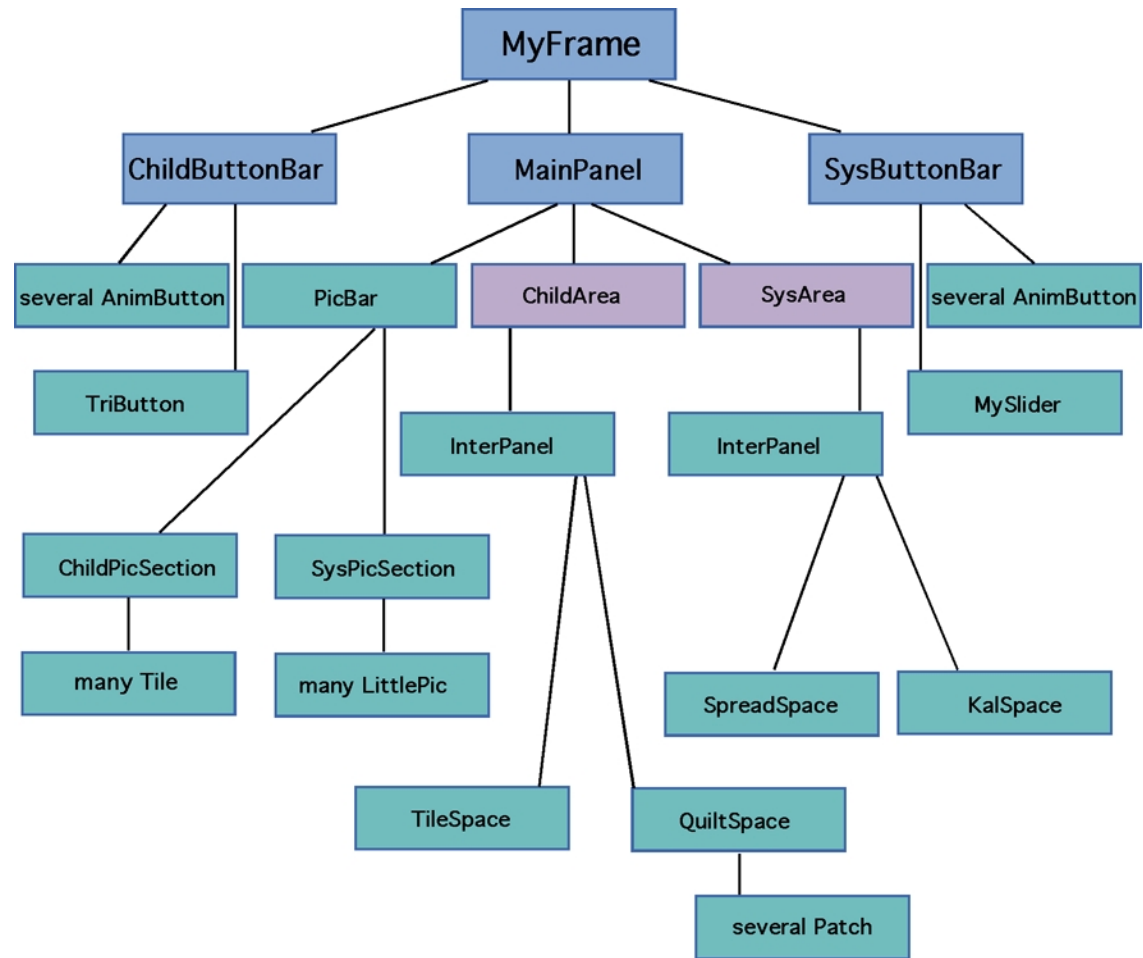 MyFrame
ChildButtonBar
MainPanel
SysButtonBar
several AnimButton
PicBar
ChildArea
SysArea
several AnimButton
TriButton
MySlider
InterPanel
InterPanel
ChildPicSection
SysPicSection
many Tile
many LittlePic
SpreadSpace
KalSpace
TileSpace
QuiltSpace
several Patch